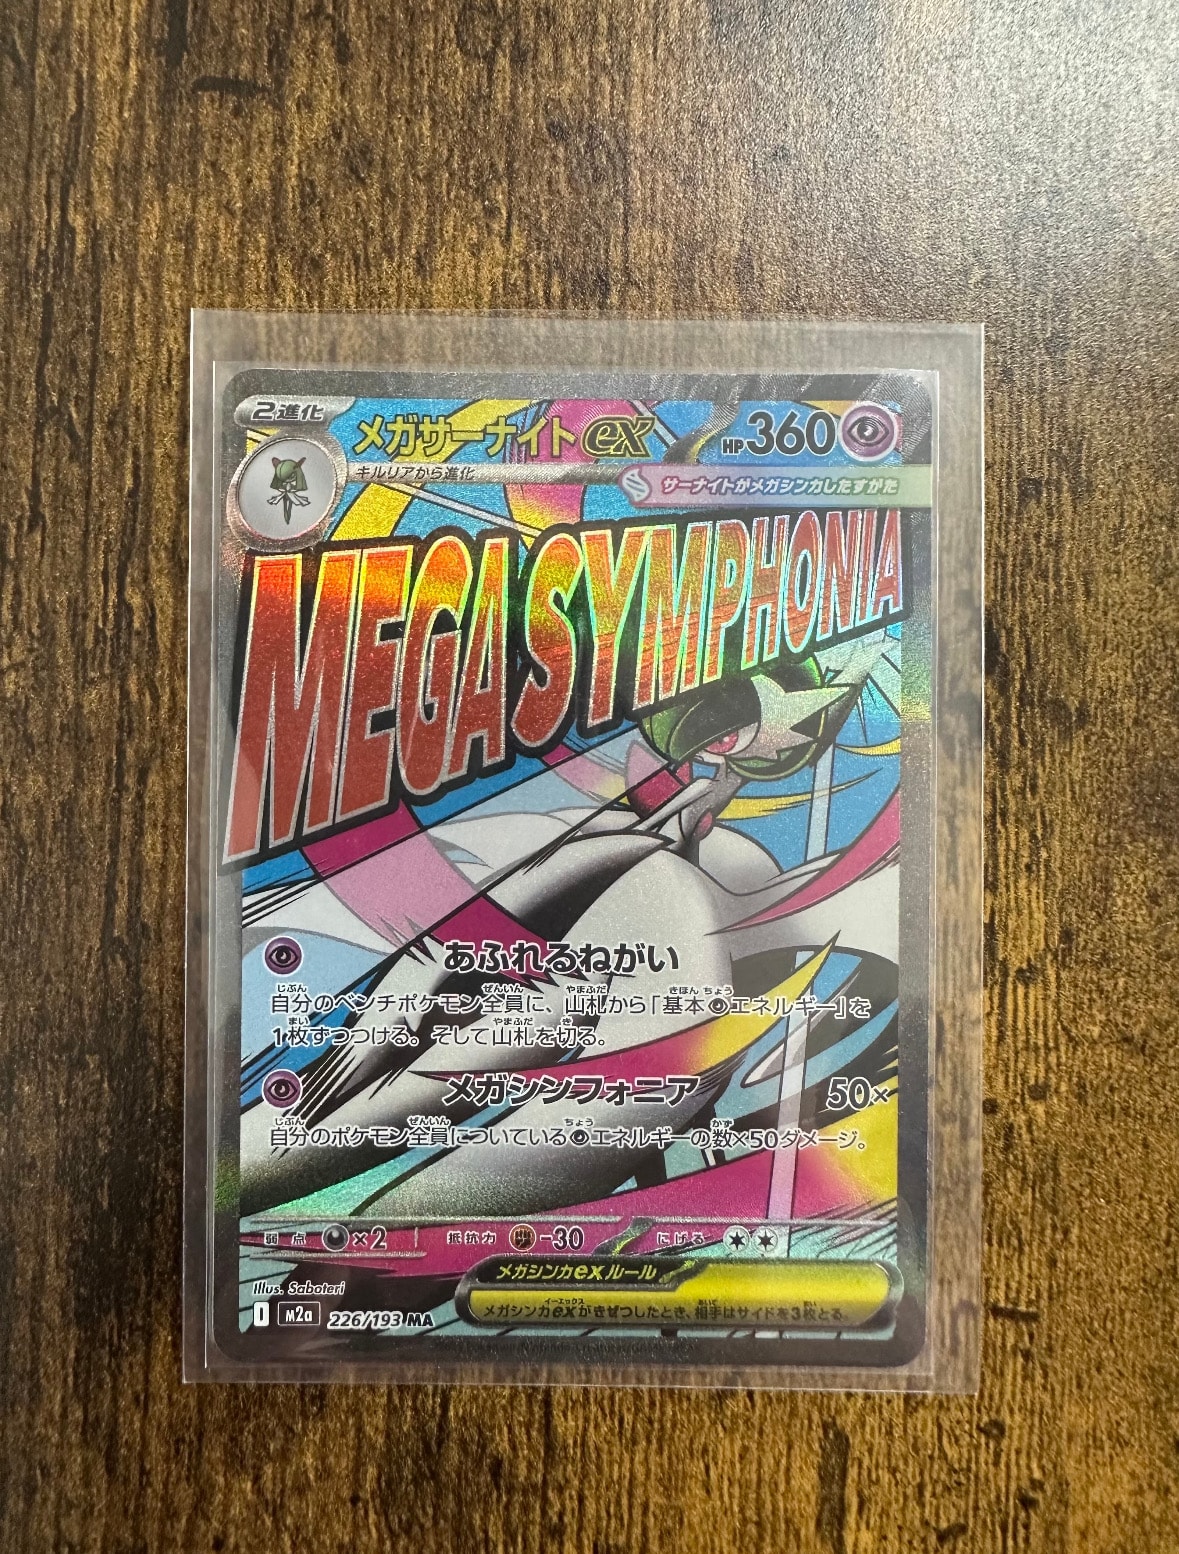 2進化
メガサーナイトex
HP360
キルリアから進化
サーナイトがメガシンカしたすがた
MEGA SYMPHONIA
あふれるねがい
自分のベンチポケモン全員に、山札から「基本エネルギー」を
1枚ずつつける。そして山札を切る。
メガシンフォニア 50×
自分のポケモン全員についているエネルギーの数×50ダメージ。
弱点 ×2 抵抗力 -30 にげる
メガシンカexルール
メガシンカexがきぜつしたとき、相手はサイドを3枚とる。
Illus. Saboteri
I M2a 226/193 MA